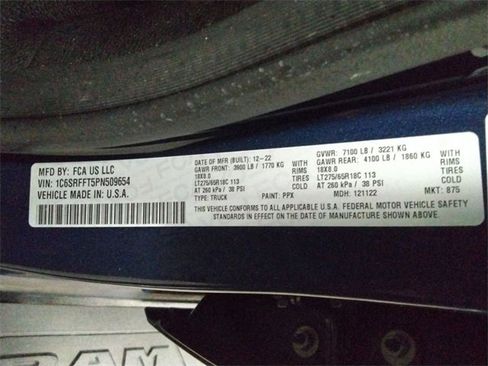 MFD BY: FCA US LLC
VIN: 1C6SRFFT5PN509654
VEHICLE MADE IN: U.S.A.
DATE OF MFR (BUILT): 12-22 GVWR: 7100 LB / 3221 KG
GAWR FRONT: 3900 LB / 1770 KG WITH GAWR REAR: 4100 LB / 1860 KG WITH
18X8.0 RIMS 18X8.0 RIMS
LT275/65R18C 113 TIRES LT275/65R18C 113 TIRES
AT 260 kPa / 38 PSI COLD AT 260 kPa / 38 PSI COLD
TYPE: TRUCK PAINT: PPX MDH: 121122 MKT: 875
THIS VEHICLE CONFORMS TO ALL APPLICABLE U.S.A. FEDERAL MOTOR VEHICLE SAFETY
STANDARDS IN EFFECT ON THE DATE OF MANUFACTURE SHOWN ABOVE.
RAM